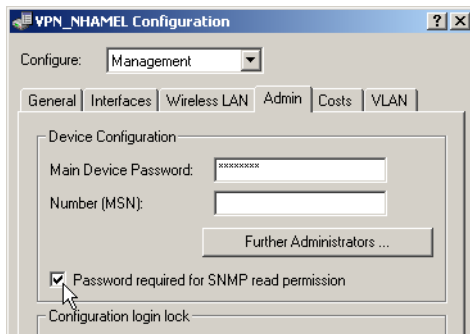 VPN_NHAMEL Configuration
Configure: Management
General Interfaces Wireless LAN Admin Costs VLAN
Device Configuration
Main Device Password: ********
Number (MSN):
Further Administrators ...
Password required for SNMP read permission
Configuration login lock